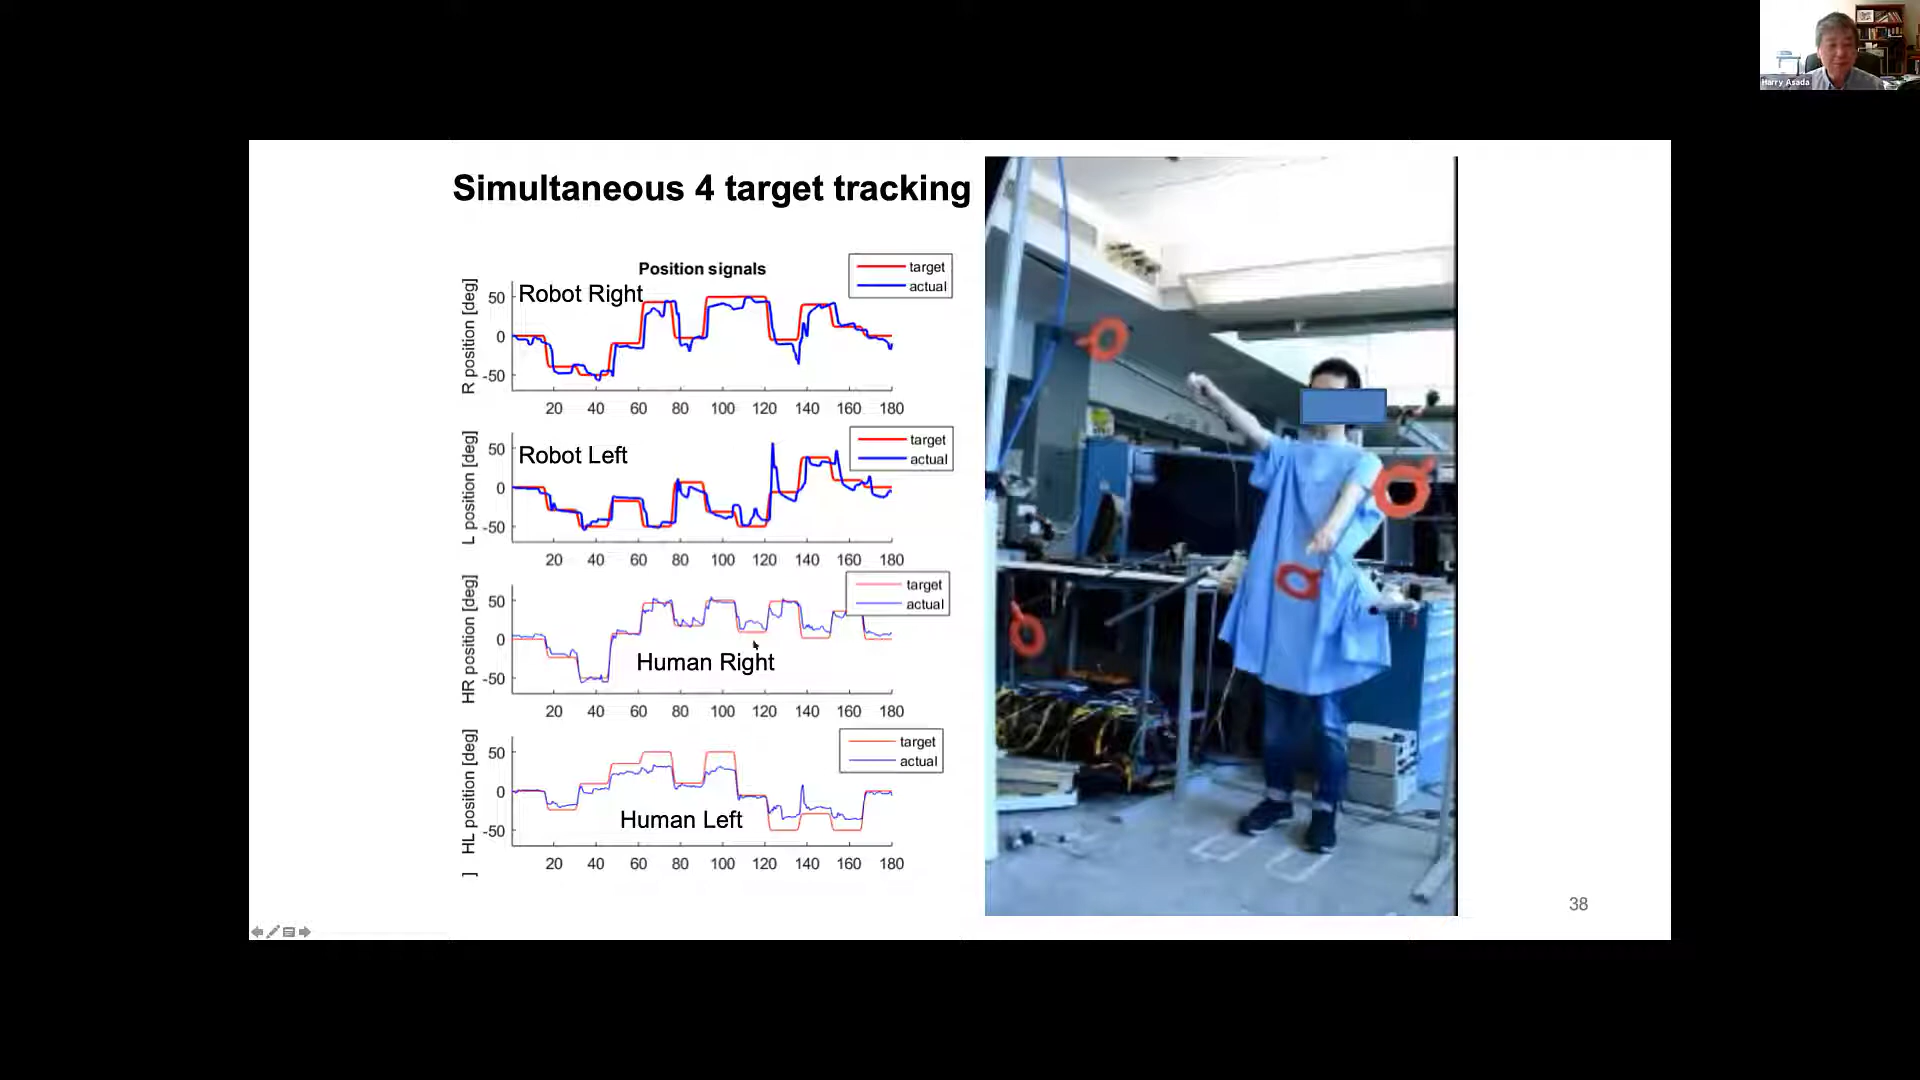 Harry Asada
Simultaneous 4 target tracking
Position signals
target
actual
Robot Right
R position [deg]
50
0
-50
20 40 60 80 100 120 140 160 180
target
actual
Robot Left
L position [deg]
50
0
-50
20 40 60 80 100 120 140 160 180
target
actual
Human Right
HR position [deg]
50
0
-50
20 40 60 80 100 120 140 160 180
target
actual
Human Left
HL position [deg]
]
50
0
-50
20 40 60 80 100 120 140 160 180
38